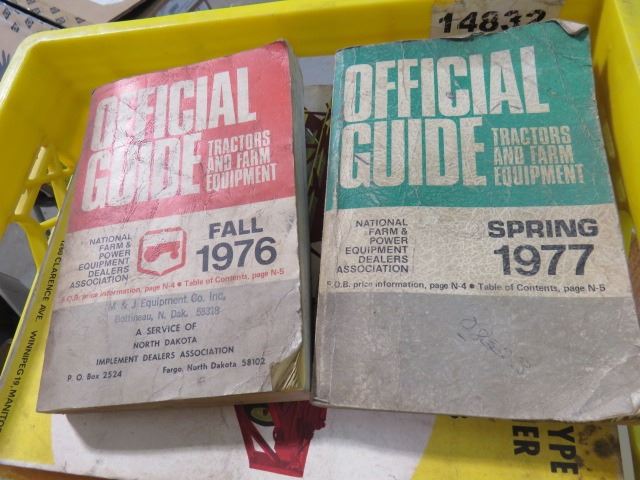 14832
OFFICIAL
GUIDE
TRACTORS
AND FARM
EQUIPMENT
NATIONAL
FARM &
POWER
EQUIPMENT
DEALERS
ASSOCIATION
FALL
1976
F.O.B. price information, page N-4 • Table of Contents, page N-5
M & J Equipment Co. Inc.
Bottineau, N. Dak. 58318
A SERVICE OF
NORTH DAKOTA
IMPLEMENT DEALERS ASSOCIATION
P. O. Box 2524
Fargo, North Dakota 58102
OFFICIAL
GUIDE
TRACTORS
AND FARM
EQUIPMENT
NATIONAL
FARM &
POWER
EQUIPMENT
DEALERS
ASSOCIATION
SPRING
1977
F.O.B. price information, page N-4 • Table of Contents, page N-5
CLARENCE AVE. WINNIPEG 19, MANITO
YPE
ER